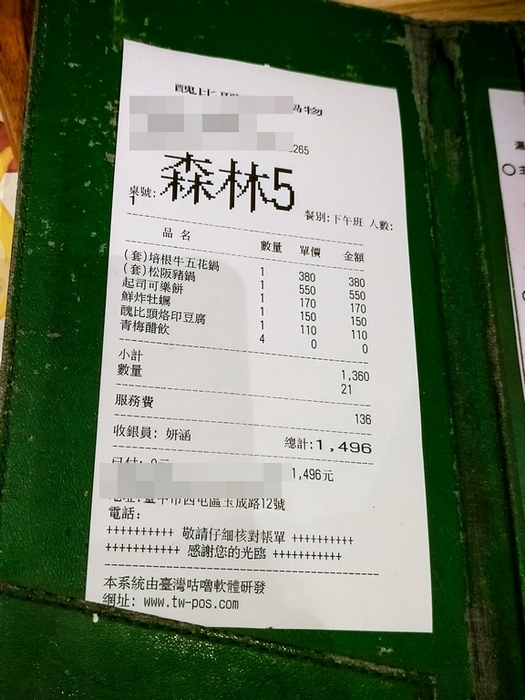 醜比
物
265
桌號: 森林5
1
餐別:下午班 人數:
品 名 數量 單價 金額
(套)培根牛五花鍋 1 380 380
(套)松阪豬鍋 1 550 550
起司可樂餅 1 170 170
鮮炸牡蠣 1 150 150
醜比頭烙印豆腐 1 110 110
青梅醋飲 4 0 0
小計 1,360
數量 21
服務費 136
收銀員: 妍涵 總計:1,496
1,496元
地址:臺中市西屯區玉成路12號
電話:
++++++++++ 敬請仔細核對帳單 +++++++++
+++++++++++ 感謝您的光臨 ++++++++++
本系統由臺灣咕嚕軟體研發
網址: www.tw-pos.com